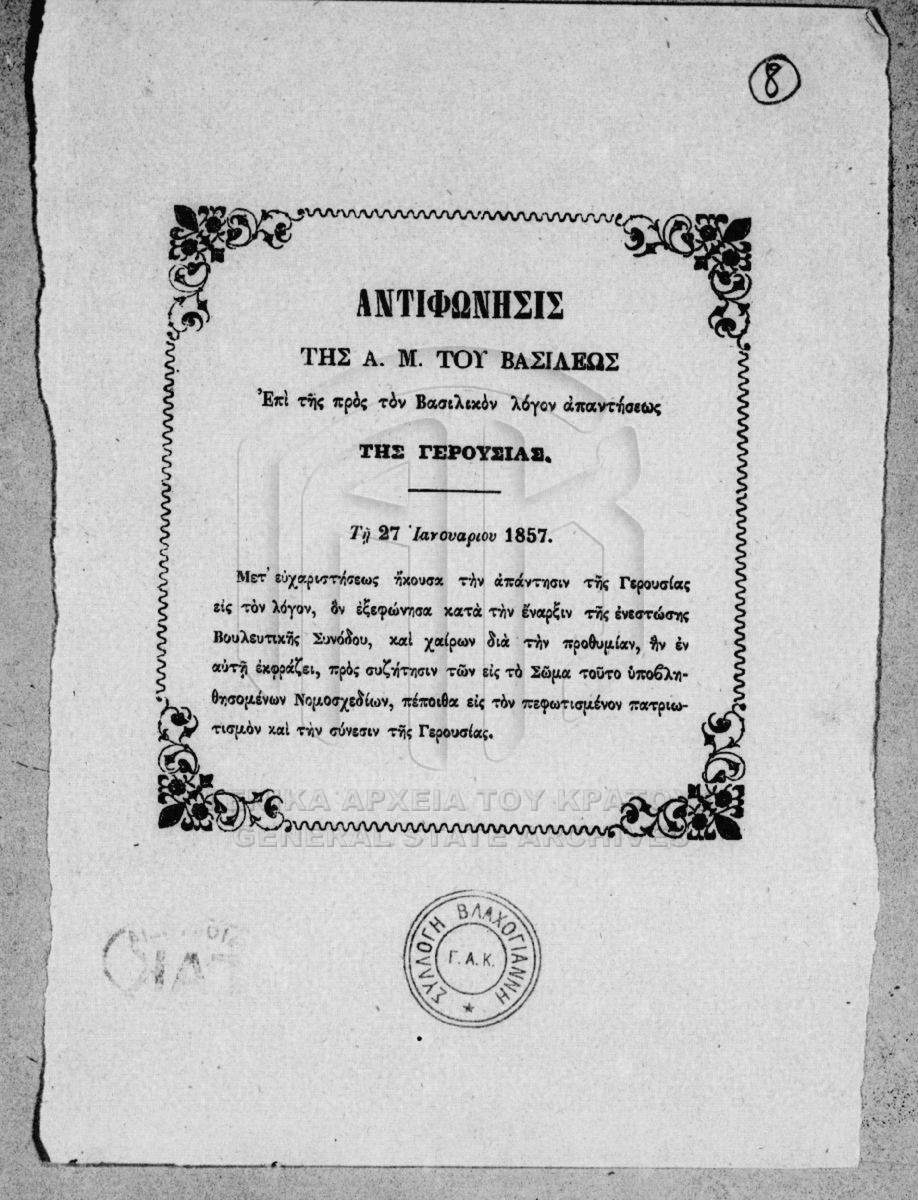 8
ΑΝΤΙΦΩΝΗΣΙΣ
ΤΗΣ Α. Μ. ΤΟΥ ΒΑΣΙΛΕΩΣ
Ἐπὶ τῆς πρὸς τὸν Βασιλικὸν λόγον ἀπαντήσεως
ΤΗΣ ΓΕΡΟΥΣΙΑΣ.
Τῇ 27 Ἰανουαριου 1857.
Μετ' εὐχαριστήσεως ἤκουσα τὴν ἀπάντησιν τῆς Γερουσίας
εἰς τὸν λόγον, ὃν ἐξεφώνησα κατὰ τὴν ἔναρξιν τῆς ἐνεστώσης
Βουλευτικῆς Συνόδου, καὶ χαίρων διὰ τὴν προθυμίαν, ἣν ἐν
αὐτῇ ἐκφράζει, πρὸς συζήτησιν τῶν εἰς τὸ Σῶμα τοῦτο ὑποβλη-
θησομένων Νομοσχεδίων, πέποιθα εἰς τὸν πεφωτισμένον πατριω-
τισμὸν καὶ τὴν σύνεσιν τῆς Γερουσίας.
ΑΡΧΕΙΑ ΤΟΥ ΚΡΑΤΟΥΣ
GENERAL STATE ARCHIVES
ΣΥΛΛΟΓΗ ΒΛΑΧΟΓΙΑΝΝΗ
Γ.Α.Κ.